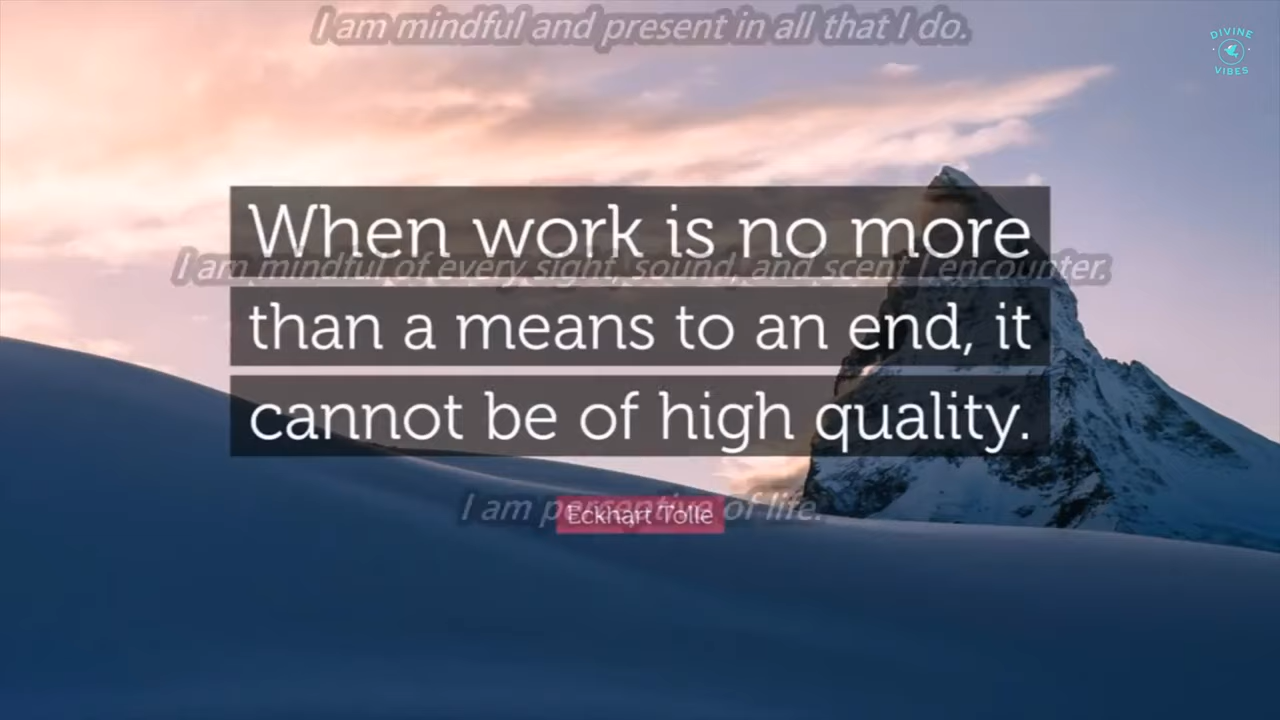 I am mindful and present in all that I do.
DIVINE
VIBES
When work is no more
I am mindful of every sight, sound, and scent I encounter.
than a means to an end, it
cannot be of high quality.
I am perceptive of life.
Eckhart Tolle